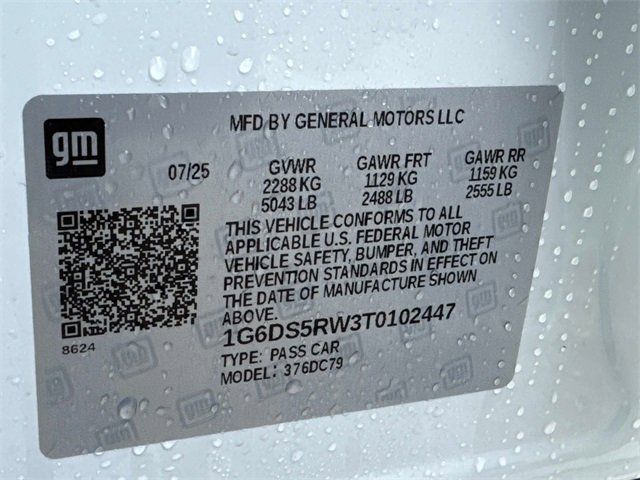 gm
MFD BY GENERAL MOTORS LLC
07/25 GVWR GAWR FRT GAWR RR
2288 KG 1129 KG 1159 KG
5043 LB 2488 LB 2555 LB
THIS VEHICLE CONFORMS TO ALL
APPLICABLE U.S. FEDERAL MOTOR
VEHICLE SAFETY, BUMPER, AND THEFT
PREVENTION STANDARDS IN EFFECT ON
THE DATE OF MANUFACTURE SHOWN
ABOVE.
8624
1G6DS5RW3T0102447
TYPE: PASS CAR
MODEL: 376DC79